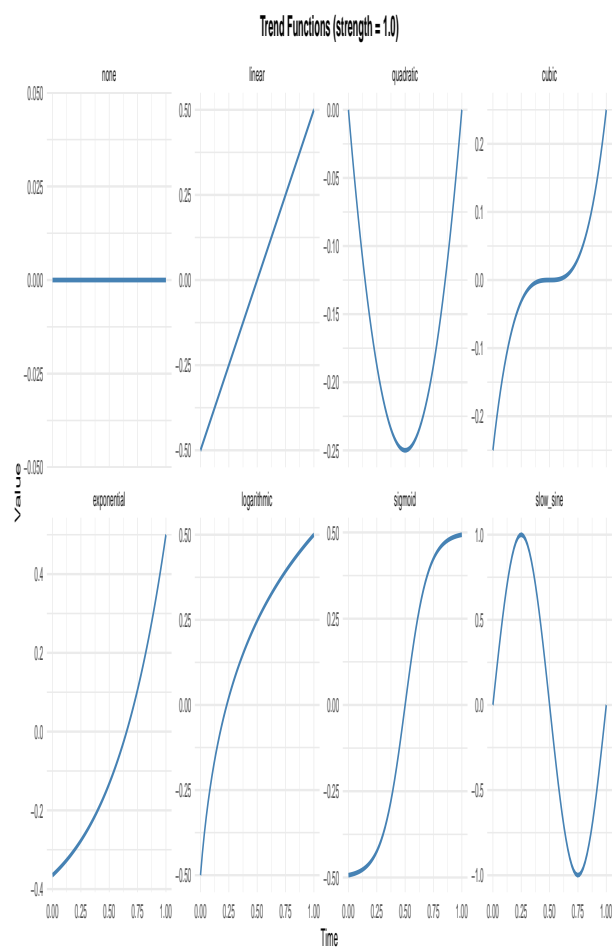 Trend Functions (strength = 1.0)
none
linear
quadratic
cubic
0.050
0.025
0.000
−0.025
−0.050
0.50
0.25
0.00
−0.25
−0.50
0.00
−0.05
−0.10
−0.15
−0.20
−0.25
0.2
0.1
0.0
−0.1
−0.2
Value
exponential
logarithmic
sigmoid
slow_sine
0.4
0.2
0.0
−0.2
−0.4
0.50
0.25
0.00
−0.25
−0.50
0.50
0.25
0.00
−0.25
−0.50
1.0
0.5
0.0
−0.5
−1.0
0.00 0.25 0.50 0.75 1.00
0.00 0.25 0.50 0.75 1.00
0.00 0.25 0.50 0.75 1.00
0.00 0.25 0.50 0.75 1.00
Time